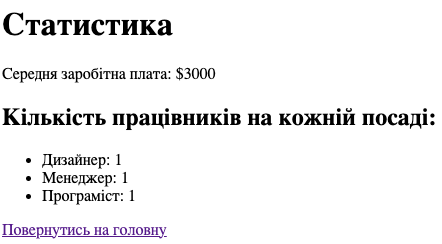 Статистика
Середня заробітна плата: $3000
Кількість працівників на кожній посаді:
Дизайнер: 1
Менеджер: 1
Програміст: 1
Повернутись на головну